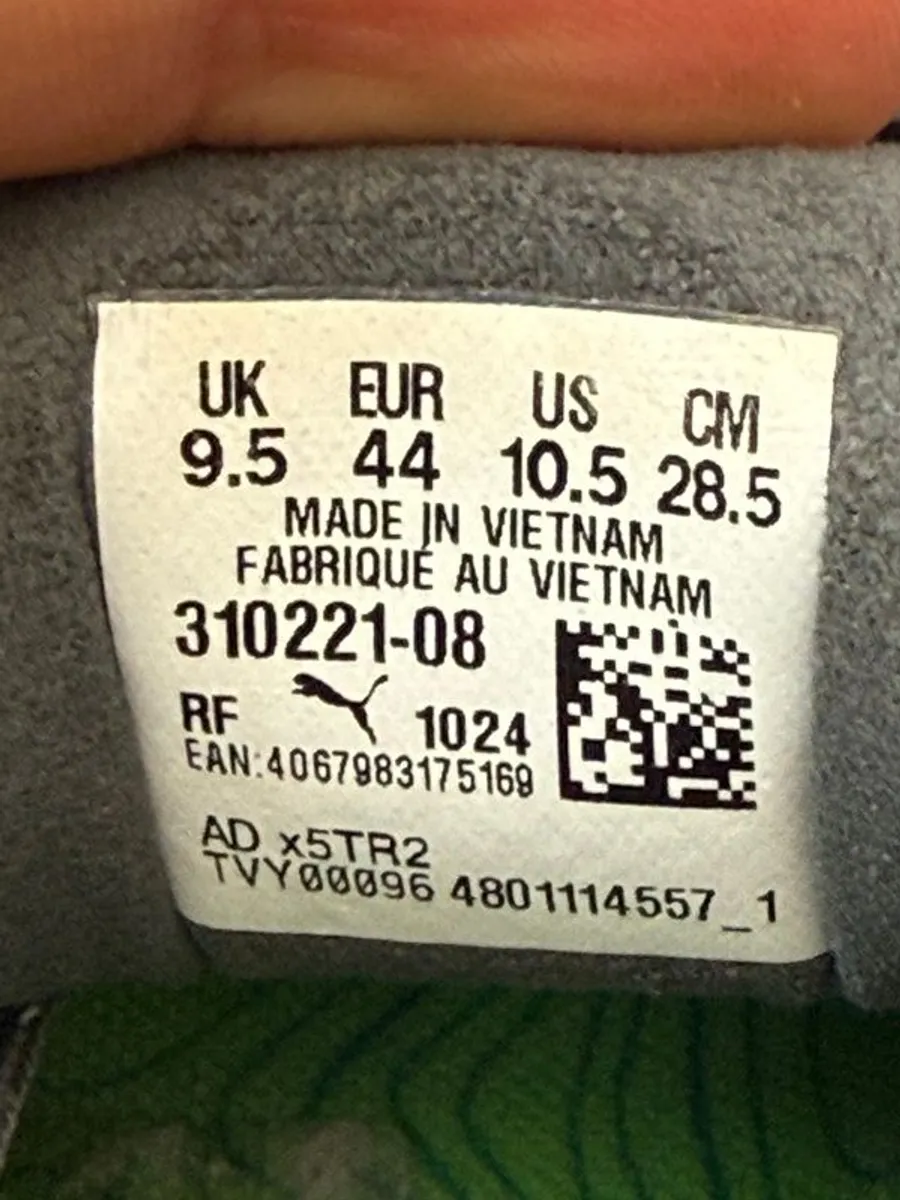 UK EUR US CM
9.5 44 10.5 28.5
MADE IN VIETNAM
FABRIQUÉ AU VIETNAM
310221-08
RF 1024
EAN:4067983175169
AD x5TR2
TVY00096 4801114557_1